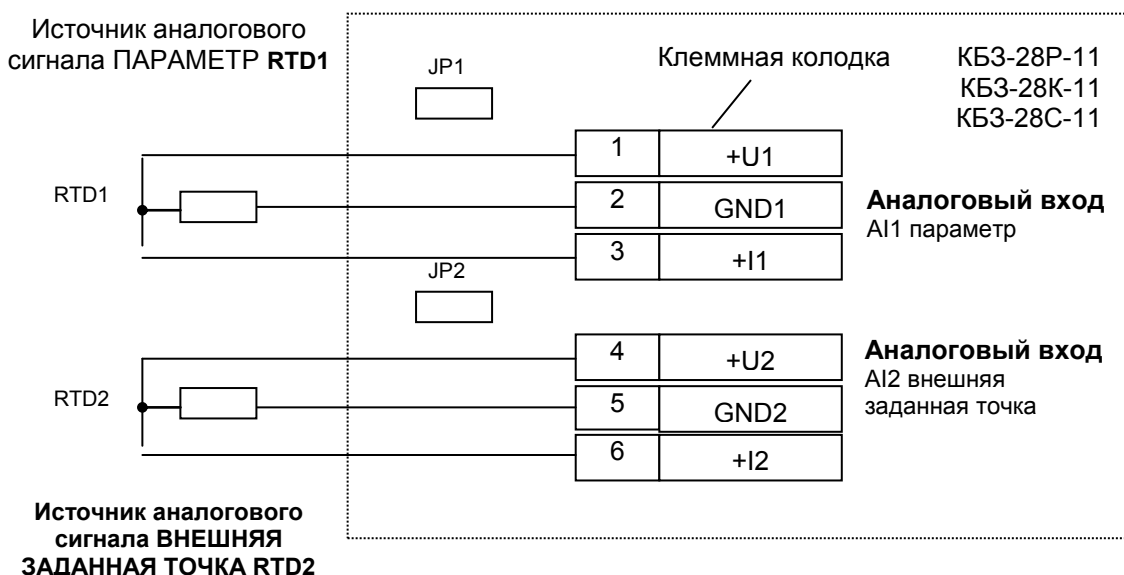 Источник аналогового
сигнала ПАРАМЕТР RTD1
JP1
Клеммная колодка
КБЗ-28Р-11
КБЗ-28К-11
КБЗ-28С-11
1 +U1
RTD1
2 GND1
3 +I1
Аналоговый вход
AI1 параметр
JP2
4 +U2
RTD2
5 GND2
6 +I2
Аналоговый вход
AI2 внешняя
заданная точка
Источник аналогового
сигнала ВНЕШНЯЯ
ЗАДАННАЯ ТОЧКА RTD2